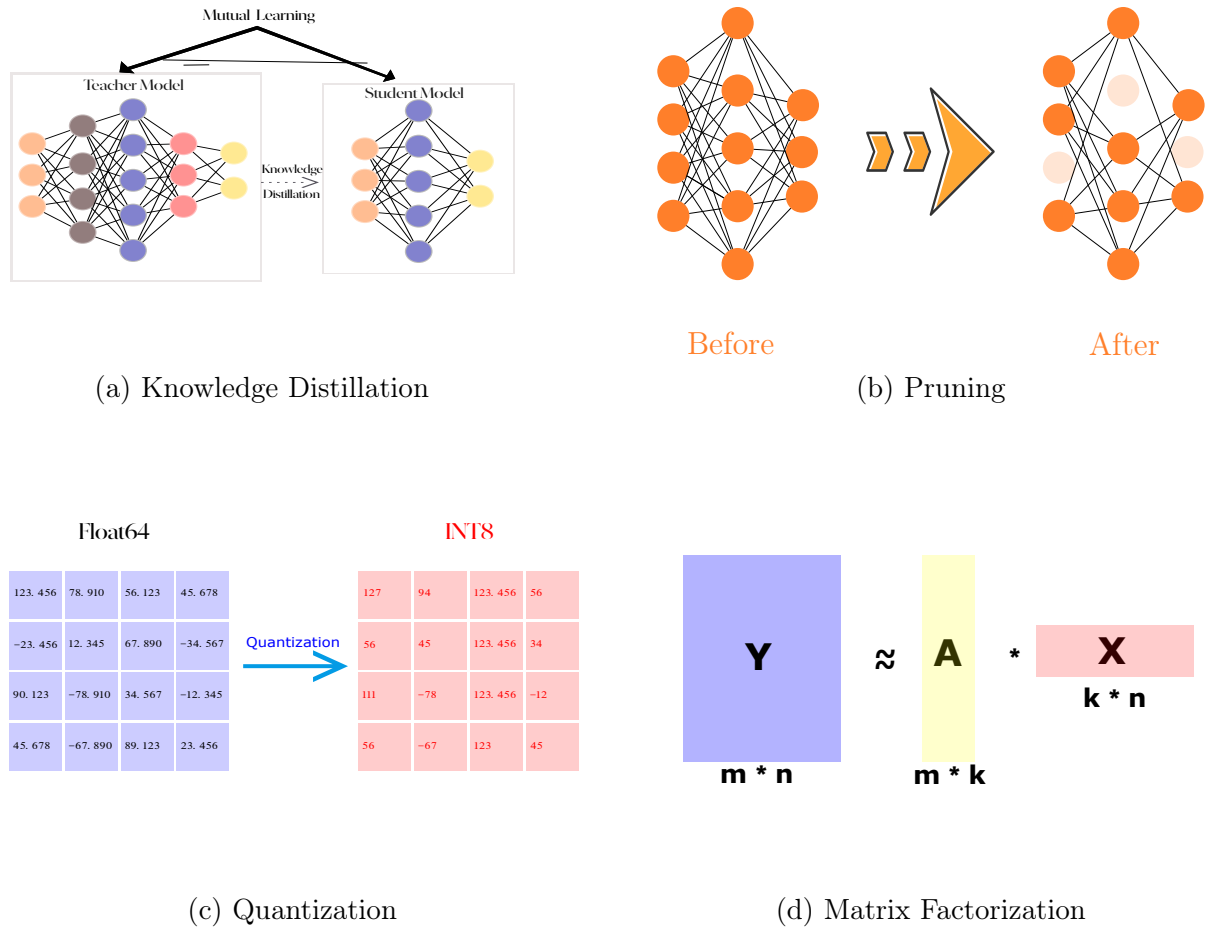 Mutual Learning
Teacher Model
Student Model
Knowledge
Distillation
(a) Knowledge Distillation
Before
After
(b) Pruning
Float64
INT8
123. 456 78. 910 56. 123 45. 678
−23. 456 12. 345 67. 890 −34. 567
90. 123 −78. 910 34. 567 −12. 345
45. 678 −67. 890 89. 123 23. 456
Quantization
127 94 123. 456 56
56 45 123. 456 34
111 −78 123. 456 −12
56 −67 123 45
(c) Quantization
Y ≈ A * X
k * n
m * n
m * k
(d) Matrix Factorization